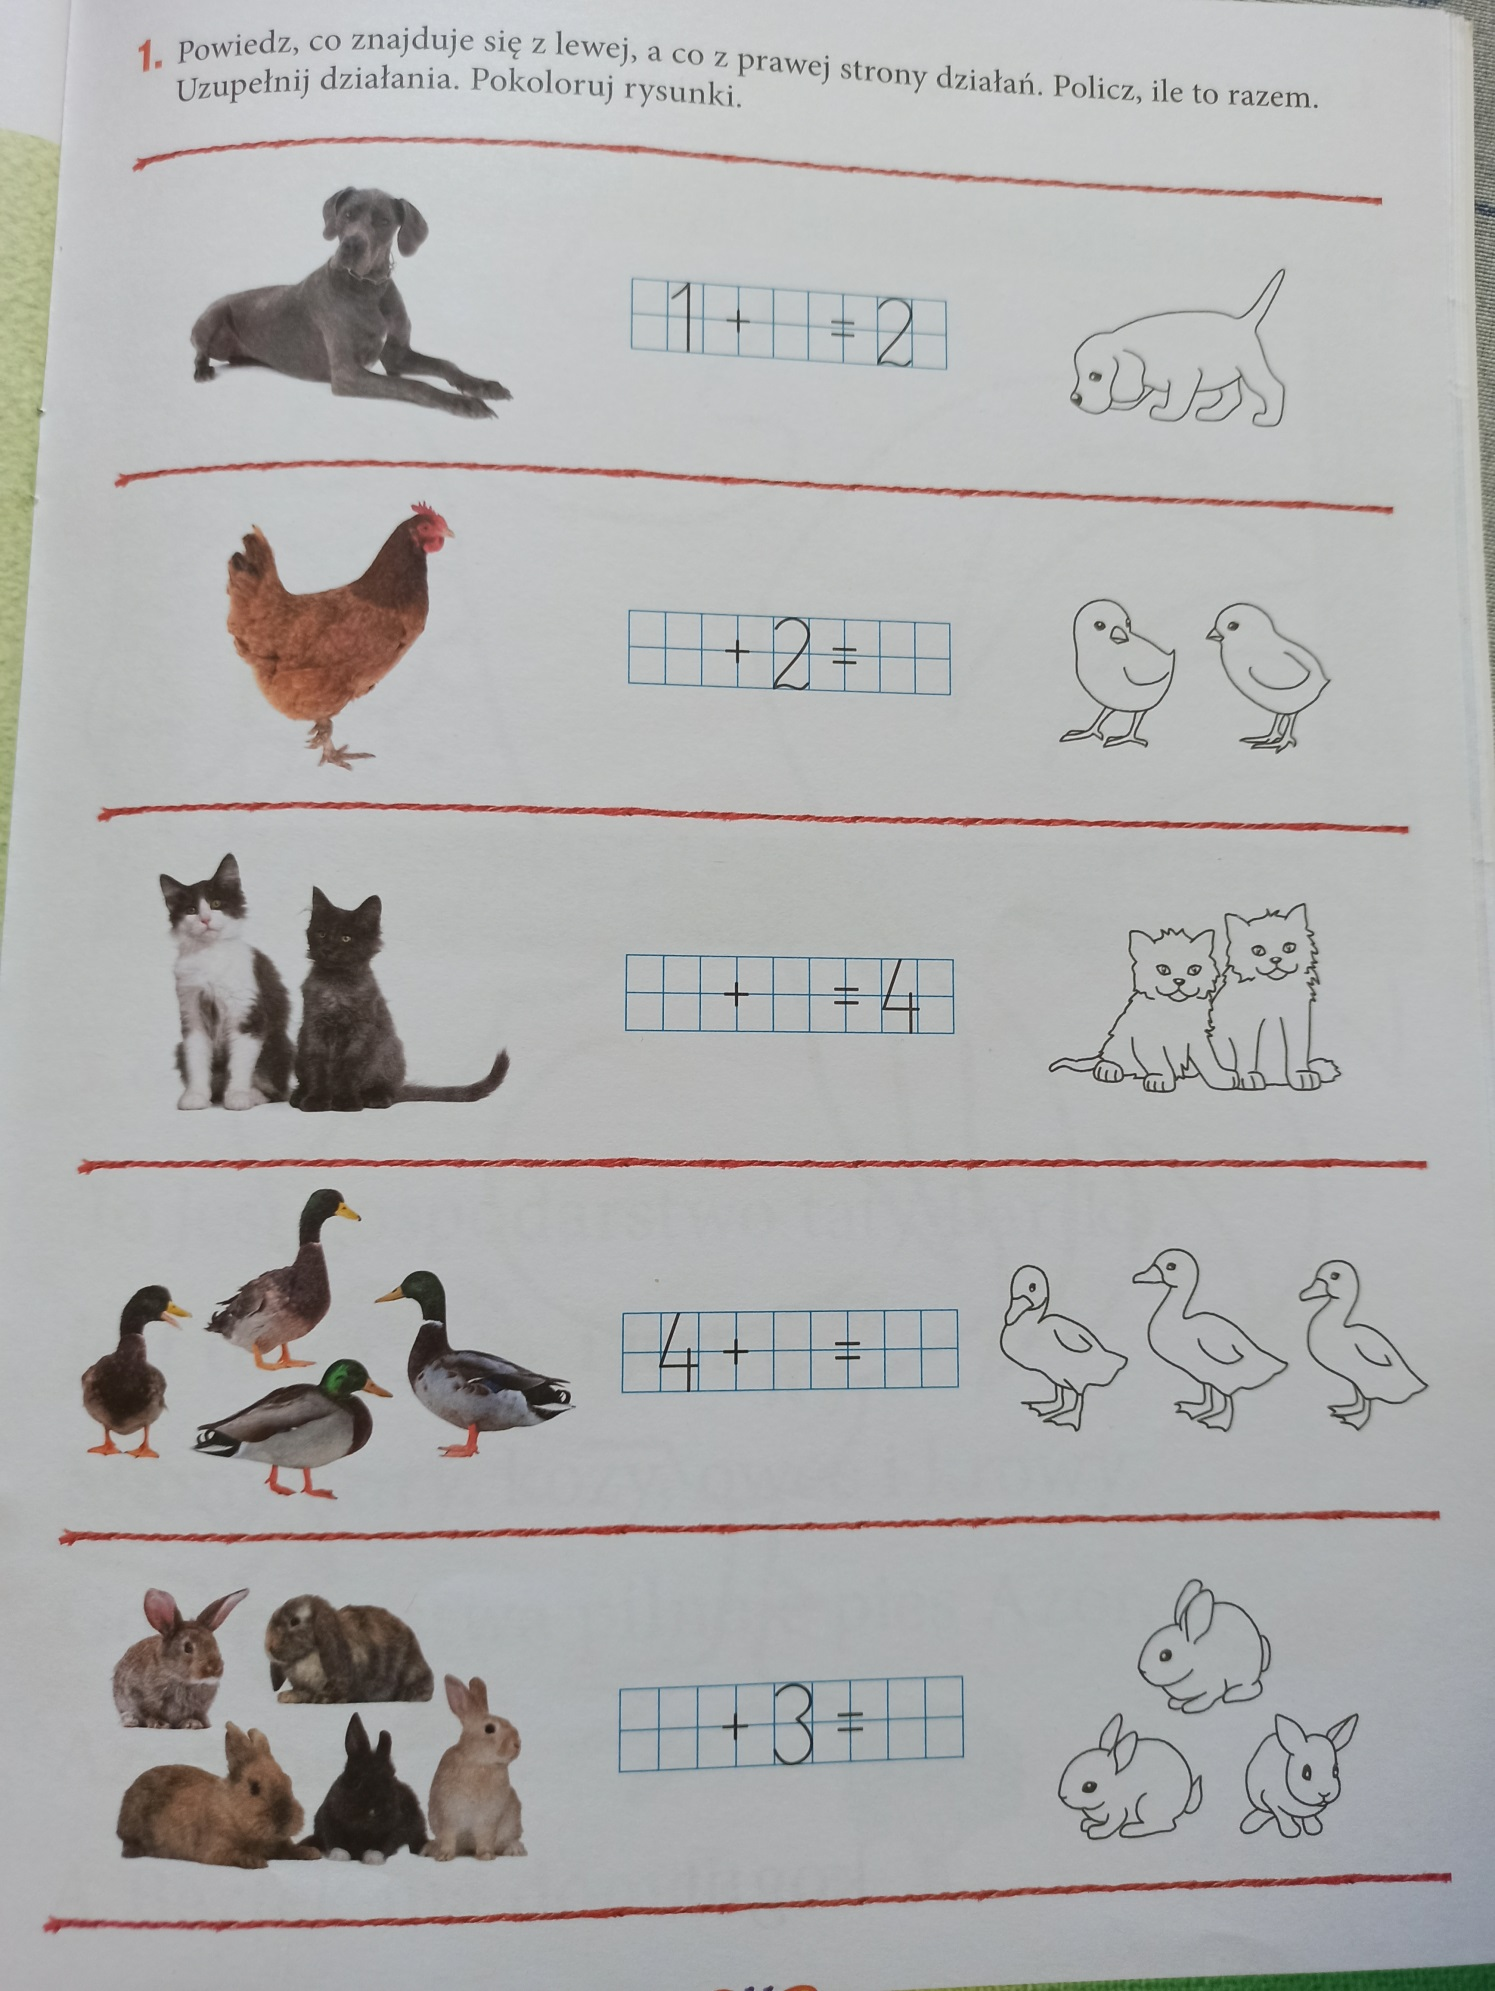 1. Powiedz, co znajduje się z lewej, a co z prawej strony działań. Policz, ile to razem.
Uzupełnij działania. Pokoloruj rysunki.
1 + = 2
+ 2 =
+ = 4
4 + =
+ 3 =